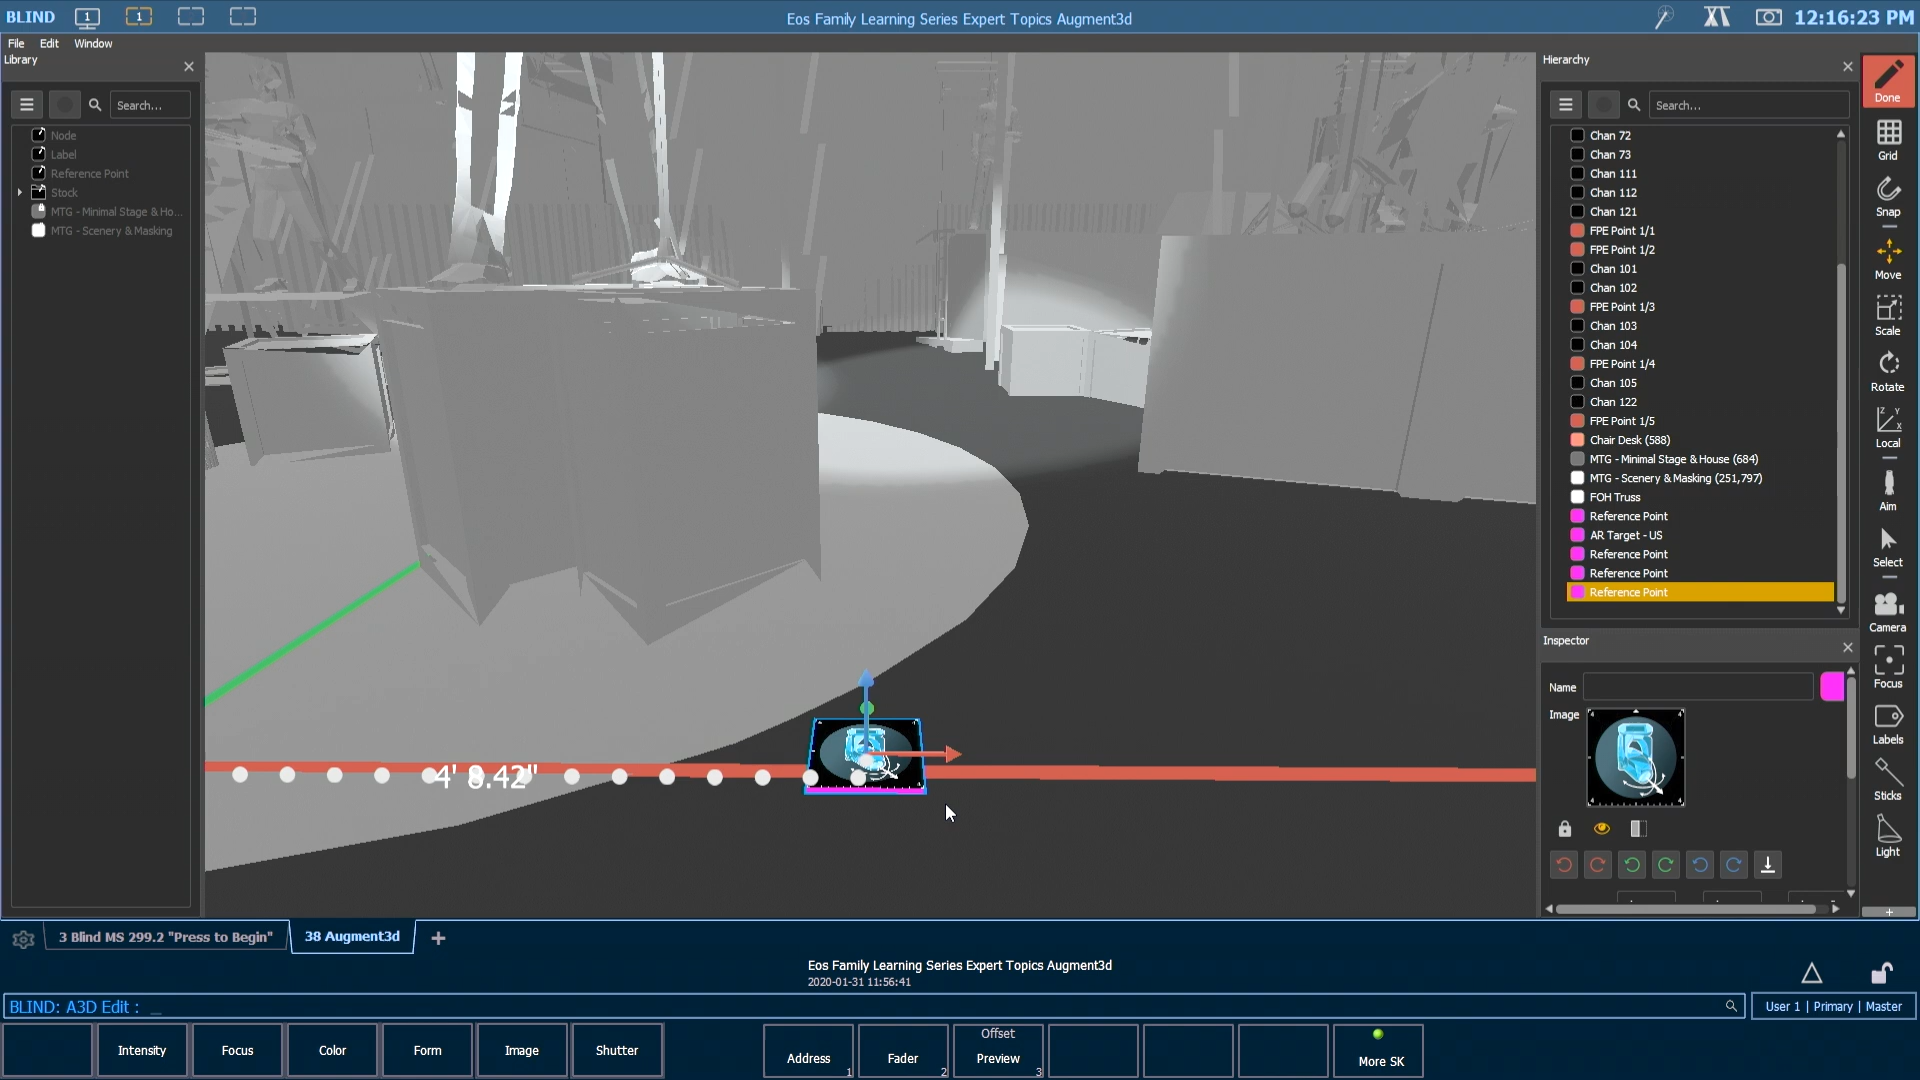 BLIND
1
1
Eos Family Learning Series Expert Topics Augment3d
12:16:23 PM
File Edit Window
Library
Search...
Node
Label
Reference Point
Stock
MTG - Minimal Stage & Ho...
MTG - Scenery & Masking
4' 8.42"
Hierarchy
Search...
Chan 72
Chan 73
Chan 111
Chan 112
Chan 121
FPE Point 1/1
FPE Point 1/2
Chan 101
Chan 102
FPE Point 1/3
Chan 103
Chan 104
FPE Point 1/4
Chan 105
Chan 122
FPE Point 1/5
Chair Desk (588)
MTG - Minimal Stage & House (684)
MTG - Scenery & Masking (251,797)
FOH Truss
Reference Point
AR Target - US
Reference Point
Reference Point
Reference Point
Inspector
Name
Image
Done
Grid
Snap
Move
Scale
Rotate
Z Y X
Local
Aim
Select
Camera
Focus
Labels
Sticks
Light
3 Blind MS 299.2 "Press to Begin"
38 Augment3d
Eos Family Learning Series Expert Topics Augment3d
2020-01-31 11:56:41
BLIND: A3D Edit : _
User 1 | Primary | Master
Intensity
Focus
Color
Form
Image
Shutter
Address 1
Fader 2
Offset
Preview 3
More SK